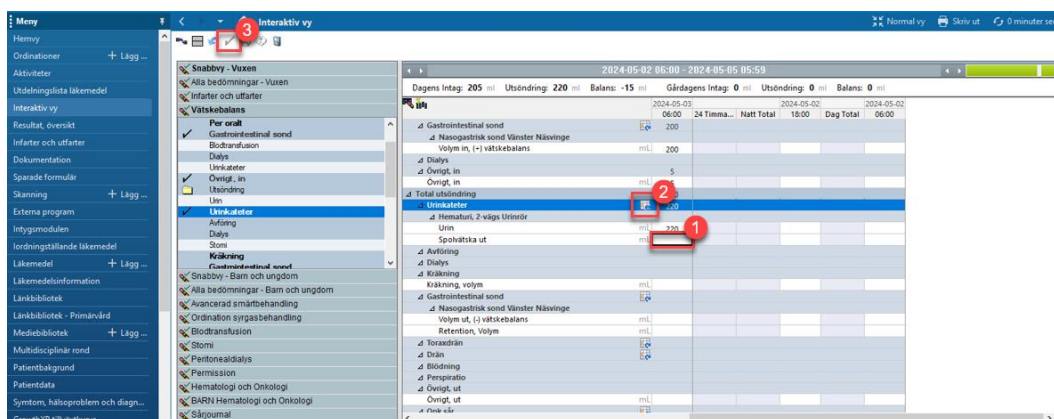 Meny
Interaktiv vy
Normal vy
Skriv ut
0 minuter se
Hemvy
Ordinationer + Lägg ...
Aktiviteter
Utdelningslista läkemedel
Interaktiv vy
Resultat, översikt
Infarter och utfarter
Dokumentation
Sparade formulär
Skanning + Lägg ...
Externa program
Intygsmodulen
Iordningställande läkemedel
Läkemedel + Lägg ...
Läkemedelsinformation
Länkbibliotek
Länkbibliotek - Primärvård
Mediebibliotek + Lägg ...
Multidisciplinär rond
Patientbakgrund
Patientdata
Symtom, hälsoproblem och diagn...
3
Snabbvy - Vuxen
Alla bedömningar - Vuxen
Infarter och utfarter
Vätskebalans
Per oralt
Gastrointestinal sond
Blodtransfusion
Dialys
Urinkateter
Övrigt, in
Utsöndring
Urin
Urinkateter
Avföring
Dialys
Stomi
Kräkning
Gastrointestinal sond
Snabbvy - Barn och ungdom
Alla bedömningar - Barn och ungdom
Avancerad smärtbehandling
Ordination syrgasbehandling
Blodtransfusion
Stomi
Peritonealdialys
Permission
Hematologi och Onkologi
BARN Hematologi och Onkologi
Sårjournal
2024-05-02 06:00 - 2024-05-05 05:59
Dagens Intag: 205 ml Utsöndring: 220 ml Balans: -15 ml Gårdagens Intag: 0 ml Utsöndring: 0 ml Balans: 0 ml
2024-05-03 2024-05-02 2024-05-02
06:00 24 Timma... Natt Total 18:00 Dag Total 06:00
Gastrointestinal sond 200
Nasogastrisk sond Vänster Näsvinge
Volym in, (+) vätskebalans mL 200
Dialys
Övrigt, in 5
Övrigt, in mL
Total utsöndring
2
Urinkateter 220
Hematuri, 2-vägs Urinrör
Urin mL 220
1
Spolvätska ut mL
Avföring
Dialys
Kräkning
Kräkning, volym mL
Gastrointestinal sond
Nasogastrisk sond Vänster Näsvinge
Volym ut, (-) vätskebalans mL
Retention, Volym mL
Toraxdrän
Drän
Blödning
Perspiratio
Övrigt, ut
Övrigt, ut mL